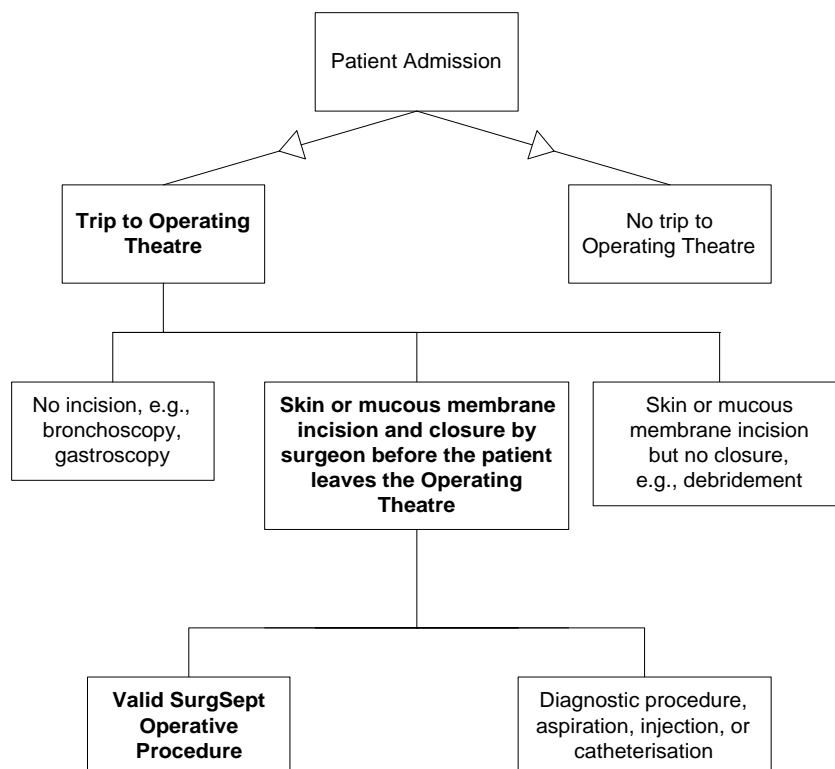 Patient Admission
Trip to Operating
Theatre
No trip to
Operating Theatre
No incision, e.g.,
bronchoscopy,
gastroscopy
Skin or mucous membrane
incision and closure by
surgeon before the patient
leaves the Operating
Theatre
Skin or mucous
membrane incision
but no closure,
e.g., debridement
Valid SurgSept
Operative
Procedure
Diagnostic procedure,
aspiration, injection, or
catheterisation